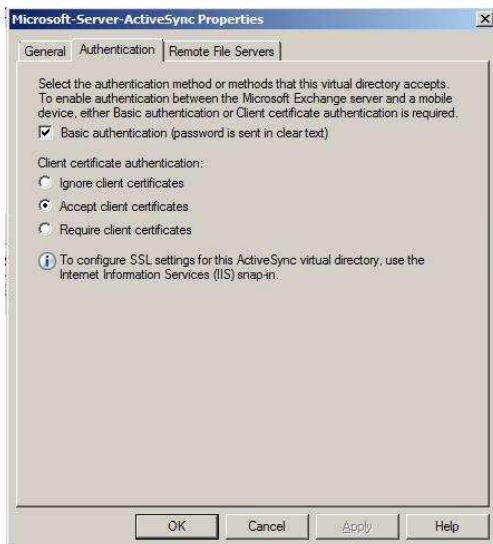 Microsoft-Server-ActiveSync Properties
General
Authentication
Remote File Servers
Select the authentication method or methods that this virtual directory accepts.
To enable authentication between the Microsoft Exchange server and a mobile
device, either Basic authentication or Client certificate authentication is required.
Basic authentication (password is sent in clear text)
Client certificate authentication:
Ignore client certificates
Accept client certificates
Require client certificates
To configure SSL settings for this ActiveSync virtual directory, use the
Internet Information Services (IIS) snap-in.
OK
Cancel
Apply
Help